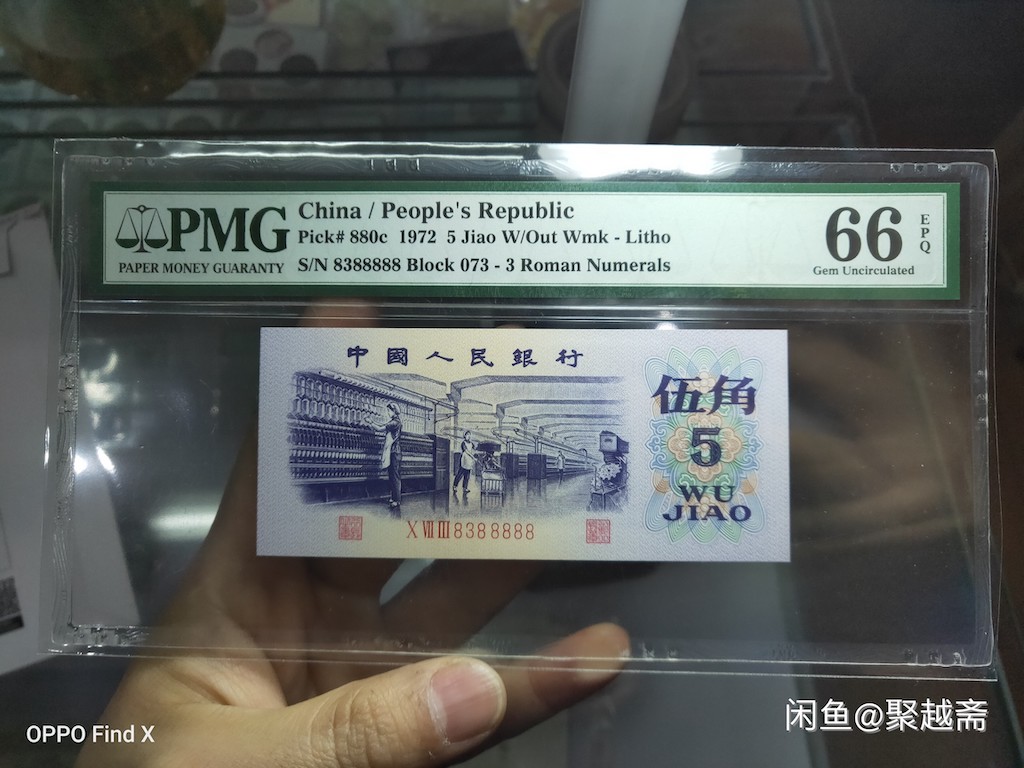 PMG
PAPER MONEY GUARANTY
China / People's Republic
Pick# 880c 1972 5 Jiao W/Out Wmk - Litho
S/N 8388888 Block 073 - 3 Roman Numerals
66
EPQ
Gem Uncirculated
中國人民銀行
伍角
5
WU
JIAO
X VII III 8388888
OPPO Find X
闲鱼@聚越斋